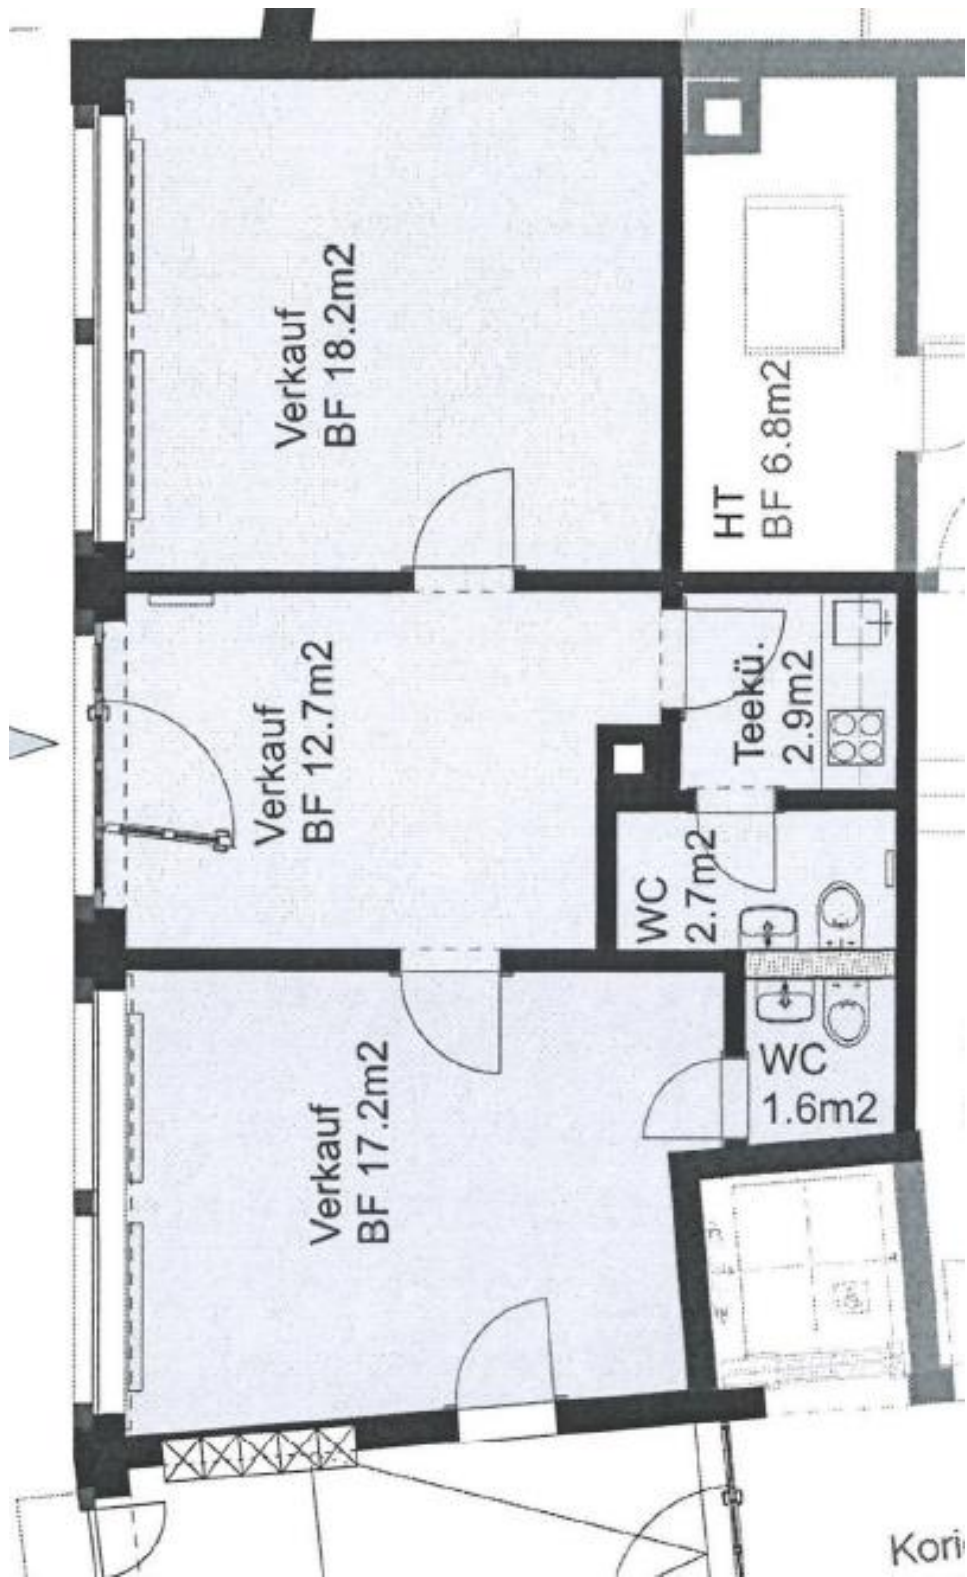 Verkauf
BF 18.2m2
HT
BF 6.8m2
Verkauf
BF 12.7m2
Teekü.
2.9m2
WC
2.7m2
Verkauf
BF 17.2m2
WC
1.6m2
Kori